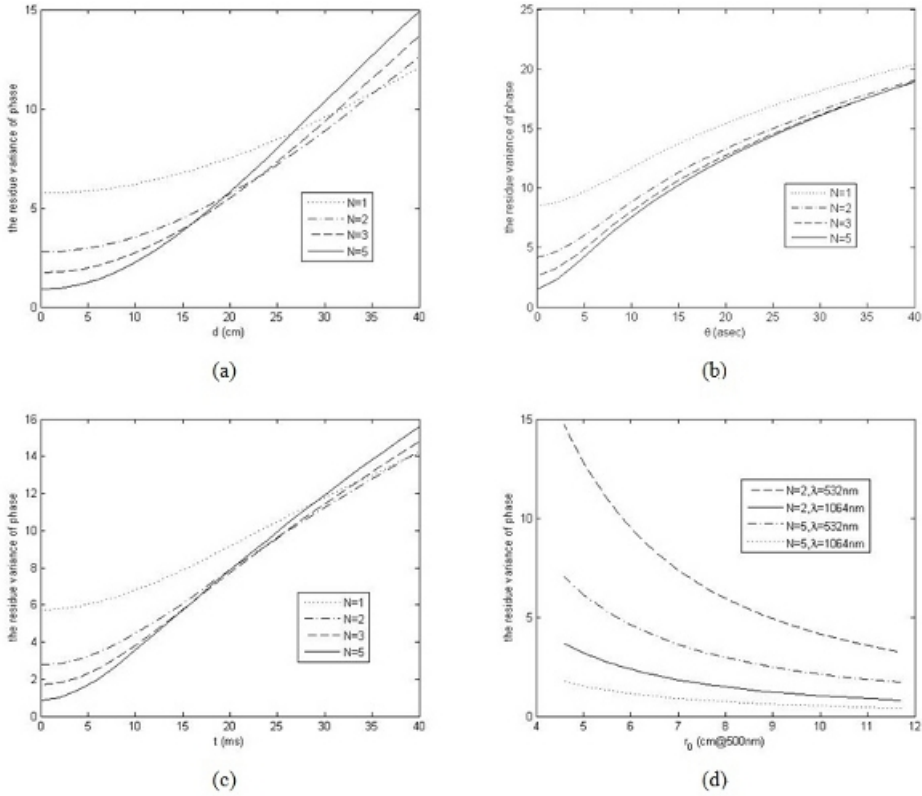 15
10
5
0
the residue variance of phase
N=1
N=2
N=3
N=5
0 5 10 15 20 25 30 35 40
d (cm)
(a)
25
20
15
10
5
0
the residue variance of phase
N=1
N=2
N=3
N=5
0 5 10 15 20 25 30 35 40
θ (asec)
(b)
16
14
12
10
8
6
4
2
0
the residue variance of phase
N=1
N=2
N=3
N=5
0 5 10 15 20 25 30 35 40
t (ms)
(c)
15
10
5
0
the residue variance of phase
N=2,λ=532nm
N=2,λ=1064nm
N=5,λ=532nm
N=5,λ=1064nm
4 5 6 7 8 9 10 11 12
r₀ (cm@500nm)
(d)